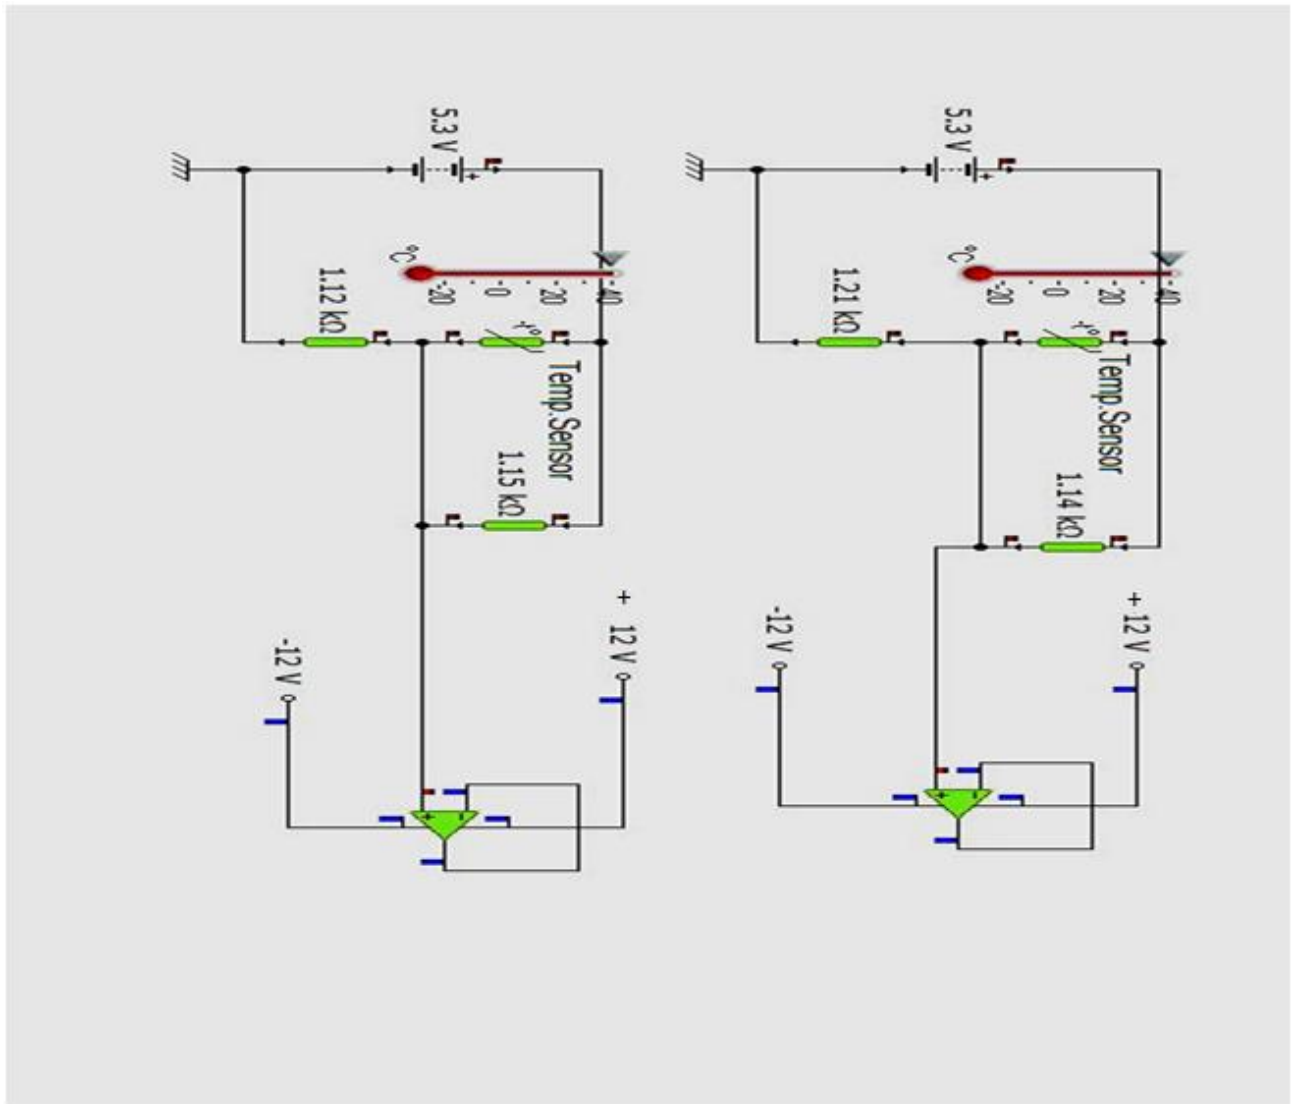 5.3 V
°C
-20
-0
-20
-40
1.12 kΩ
-t°
Temp.Sensor
1.15 kΩ
-12 V
+ 12 V
+
-
+
5.3 V
°C
-20
-0
-20
-40
1.21 kΩ
-t°
Temp.Sensor
1.14 kΩ
-12 V
+ 12 V
+
-
+